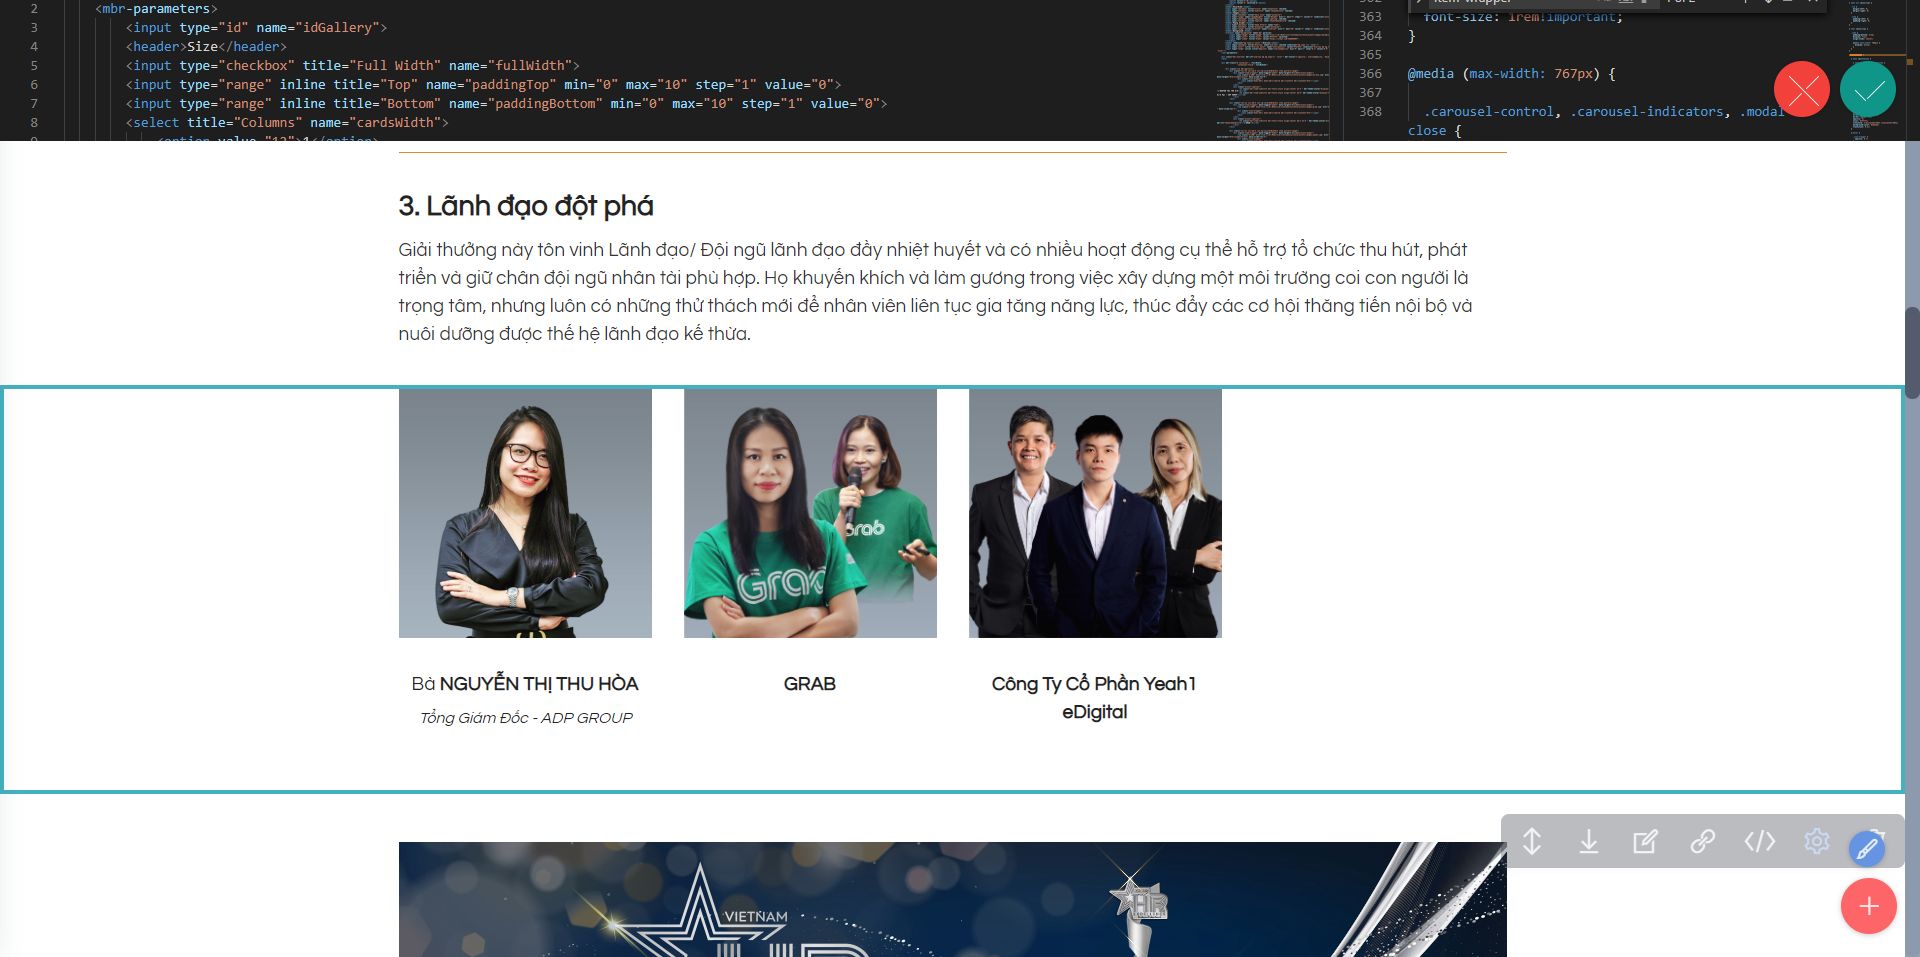 2 <mbr-parameters>
3 <input type="id" name="idGallery">
4 <header>Size</header>
5 <input type="checkbox" title="Full Width" name="fullWidth">
6 <input type="range" inline title="Top" name="paddingTop" min="0" max="10" step="1" value="0">
7 <input type="range" inline title="Bottom" name="paddingBottom" min="0" max="10" step="1" value="0">
8 <select title="Columns" name="cardsWidth">
363 font-size: 1rem!important;
364 }
365
366 @media (max-width: 767px) {
367
368 .carousel-control, .carousel-indicators, .modal
close {
3. Lãnh đạo đột phá
Giải thưởng này tôn vinh Lãnh đạo/ Đội ngũ lãnh đạo đầy nhiệt huyết và có nhiều hoạt động cụ thể hỗ trợ tổ chức thu hút, phát
triển và giữ chân đội ngũ nhân tài phù hợp. Họ khuyến khích và làm gương trong việc xây dựng một môi trường coi con người là
trọng tâm, nhưng luôn có những thử thách mới để nhân viên liên tục gia tăng năng lực, thúc đẩy các cơ hội thăng tiến nội bộ và
nuôi dưỡng được thế hệ lãnh đạo kế thừa.
Grab
Grab
Bà NGUYỄN THỊ THU HÒA
Tổng Giám Đốc - ADP GROUP
GRAB
Công Ty Cổ Phần Yeah1
eDigital
VIETNAM
HR
HR